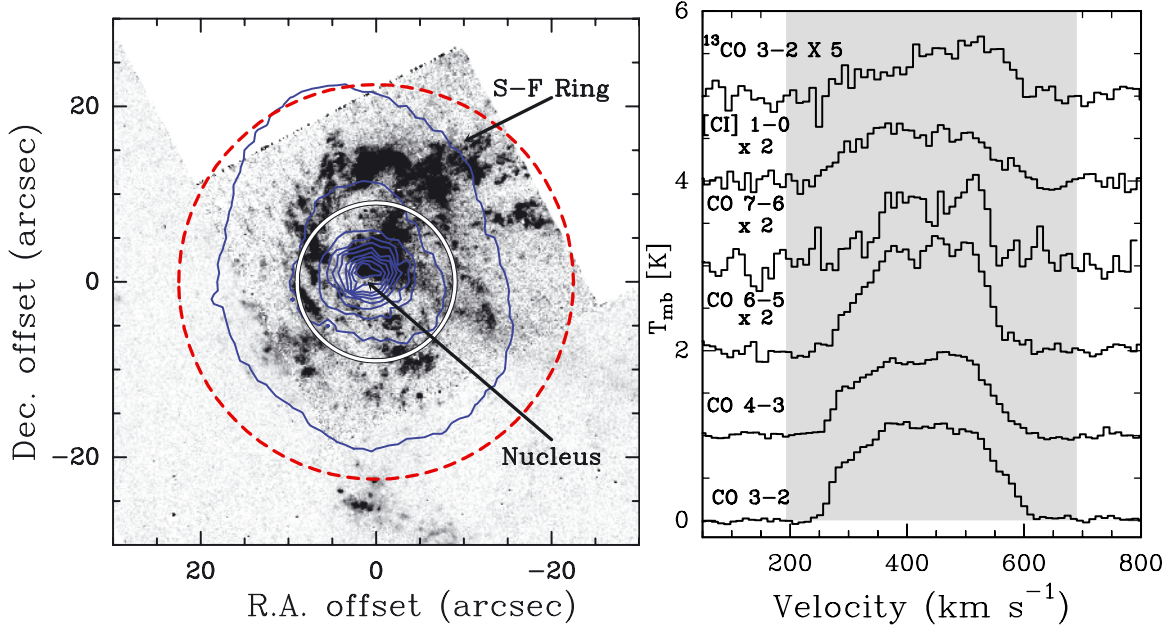 S-F Ring
Nucleus
20
0
-20
20
0
-20
Dec. offset (arcsec)
R.A. offset (arcsec)
6
4
2
0
T_mb [K]
¹³CO 3-2 X 5
[CI] 1-0
x 2
CO 7-6
x 2
CO 6-5
x 2
CO 4-3
CO 3-2
200
400
600
800
Velocity (km s⁻¹)